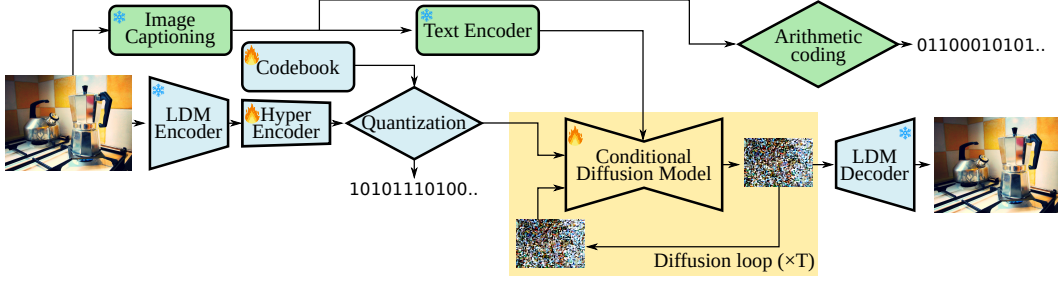 Image
Captioning
Text Encoder
Arithmetic
coding
01100010101..
Codebook
LDM
Encoder
Hyper
Encoder
Quantization
10101110100..
Conditional
Diffusion Model
LDM
Decoder
Diffusion loop (×T)